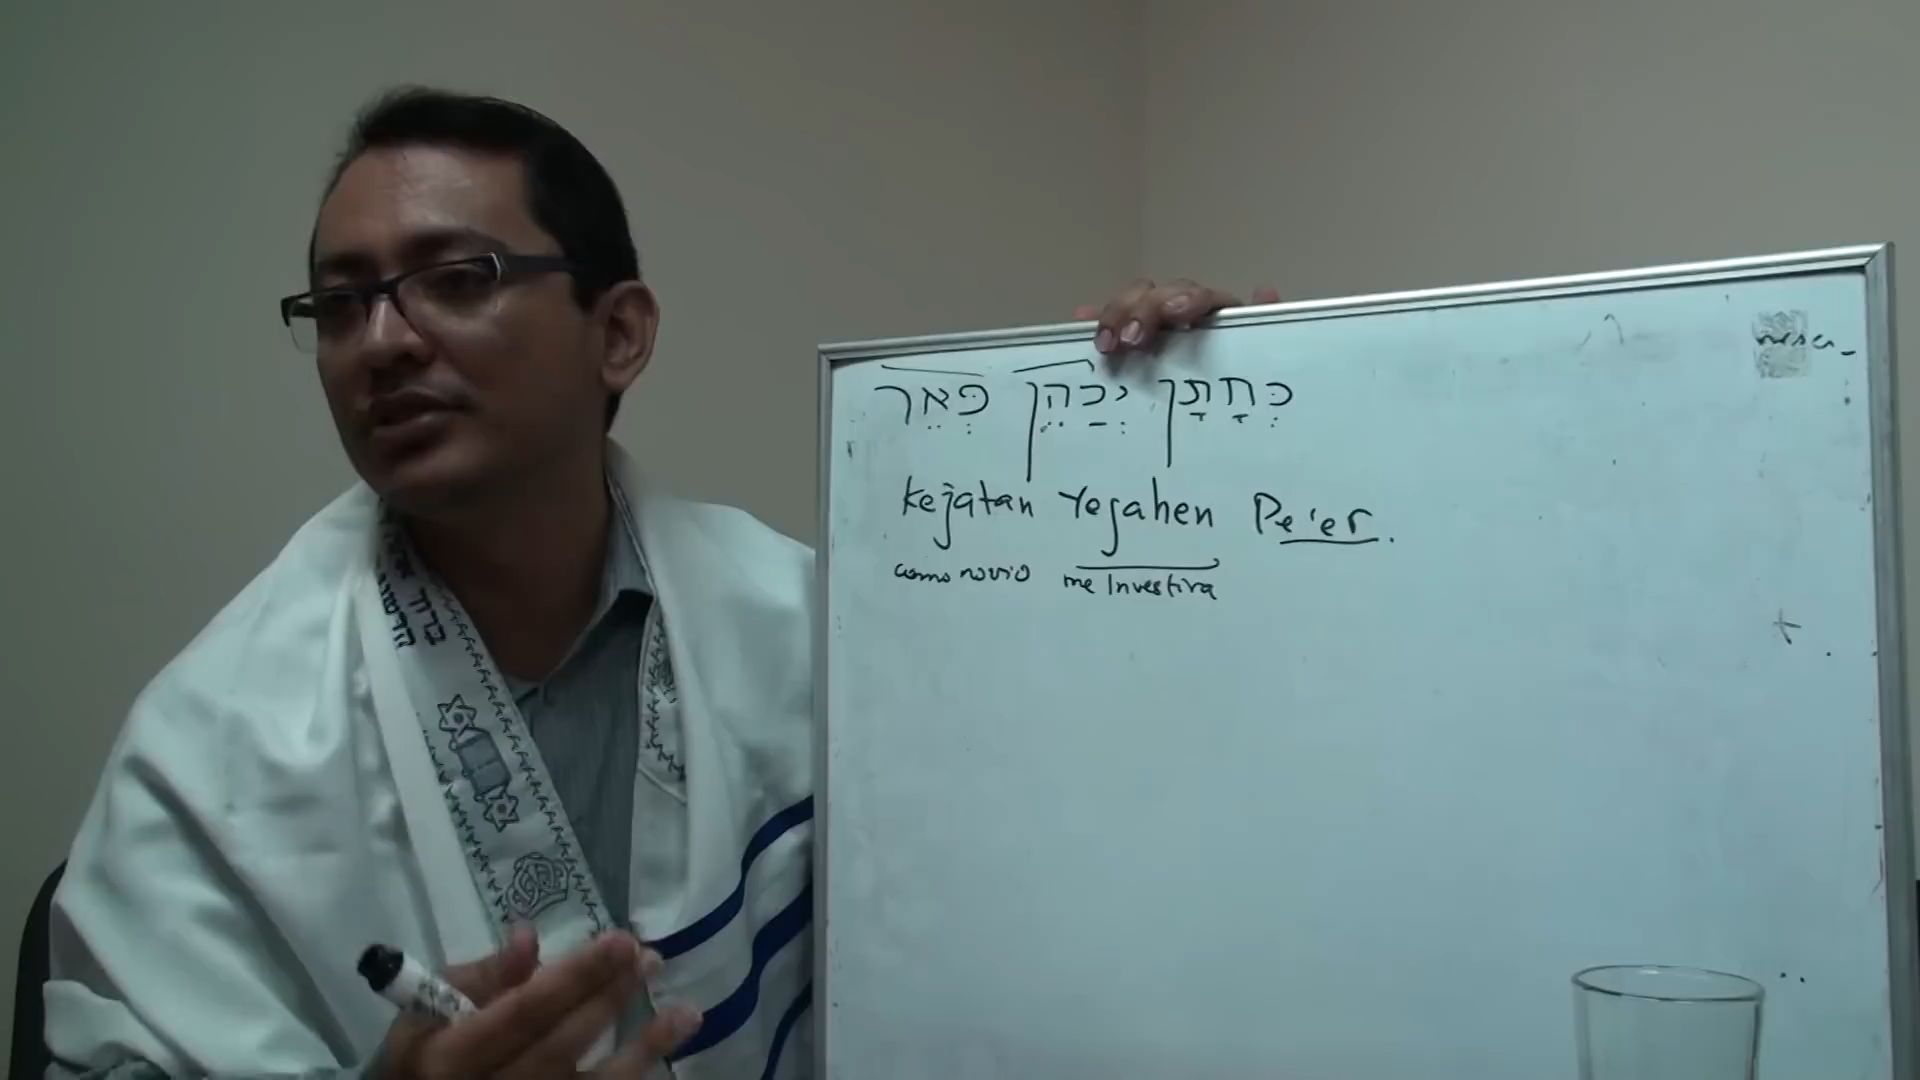 כְּחָתָן יְכַהֵן פְּאֵר
Kejatan Yejahen Pe'er.
como novio me Investira